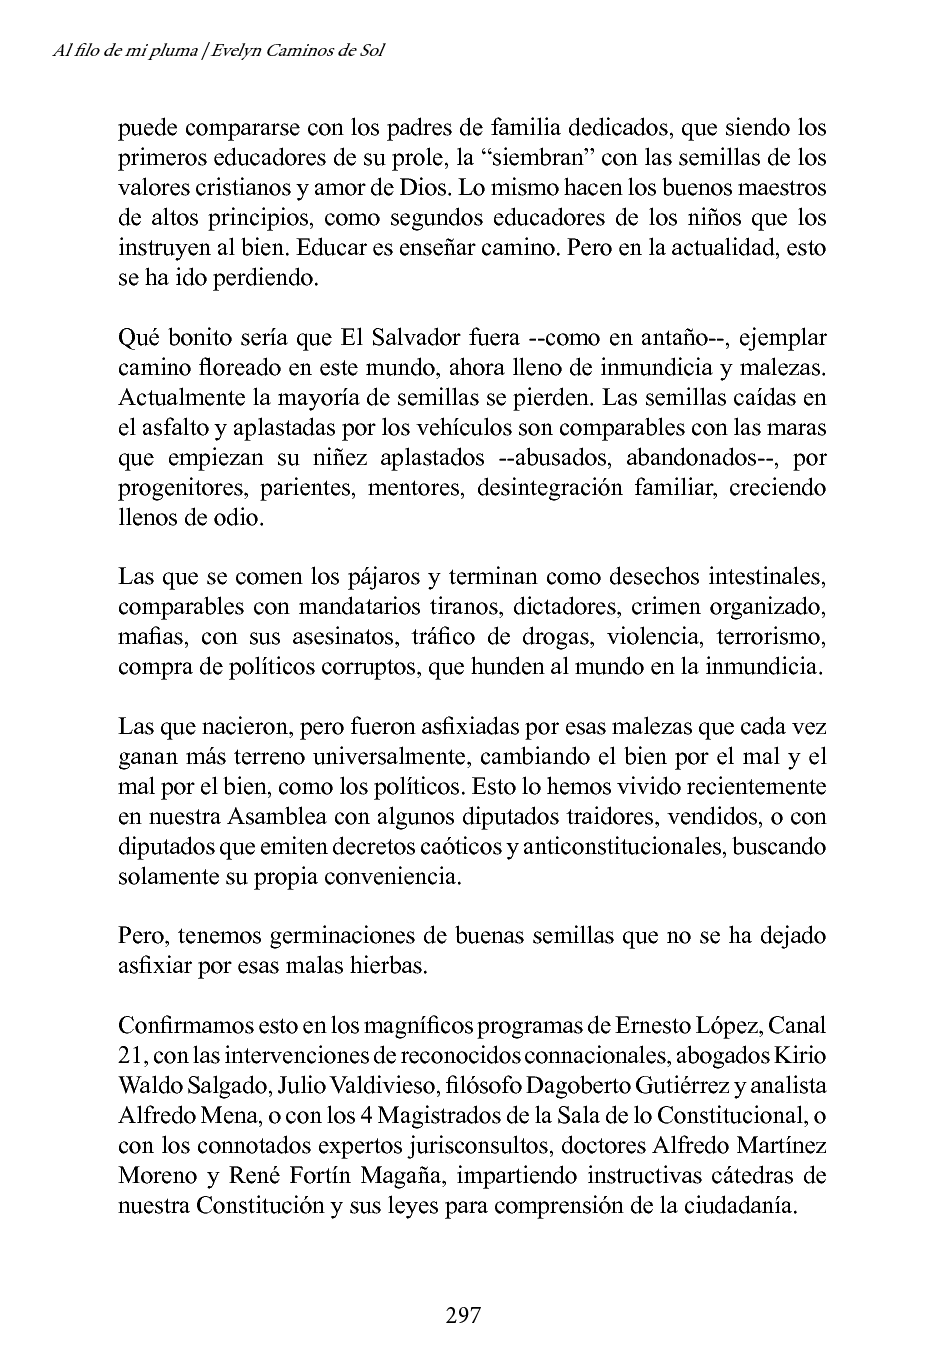 Al filo de mi pluma | Evelyn Caminos de Sol
puede compararse con los padres de familia dedicados, que siendo los
primeros educadores de su prole, la “siembran” con las semillas de los
valores cristianos y amor de Dios. Lo mismo hacen los buenos maestros
de altos principios, como segundos educadores de los niños que los
instruyen al bien. Educar es enseñar camino. Pero en la actualidad, esto
se ha ido perdiendo.
Qué bonito sería que El Salvador fuera --como en antaño--, ejemplar
camino floreado en este mundo, ahora lleno de inmundicia y malezas.
Actualmente la mayoría de semillas se pierden. Las semillas caídas en
el asfalto y aplastadas por los vehículos son comparables con las maras
que empiezan su niñez aplastados --abusados, abandonados--, por
progenitores, parientes, mentores, desintegración familiar, creciendo
llenos de odio.
Las que se comen los pájaros y terminan como desechos intestinales,
comparables con mandatarios tiranos, dictadores, crimen organizado,
mafias, con sus asesinatos, tráfico de drogas, violencia, terrorismo,
compra de políticos corruptos, que hunden al mundo en la inmundicia.
Las que nacieron, pero fueron asfixiadas por esas malezas que cada vez
ganan más terreno universalmente, cambiando el bien por el mal y el
mal por el bien, como los políticos. Esto lo hemos vivido recientemente
en nuestra Asamblea con algunos diputados traidores, vendidos, o con
diputados que emiten decretos caóticos y anticonstitucionales, buscando
solamente su propia conveniencia.
Pero, tenemos germinaciones de buenas semillas que no se ha dejado
asfixiar por esas malas hierbas.
Confirmamos esto en los magníficos programas de Ernesto López, Canal
21, con las intervenciones de reconocidos connacionales, abogados Kirio
Waldo Salgado, Julio Valdivieso, filósofo Dagoberto Gutiérrez y analista
Alfredo Mena, o con los 4 Magistrados de la Sala de lo Constitucional, o
con los connotados expertos jurisconsultos, doctores Alfredo Martínez
Moreno y René Fortín Magaña, impartiendo instructivas cátedras de
nuestra Constitución y sus leyes para comprensión de la ciudadanía.
297